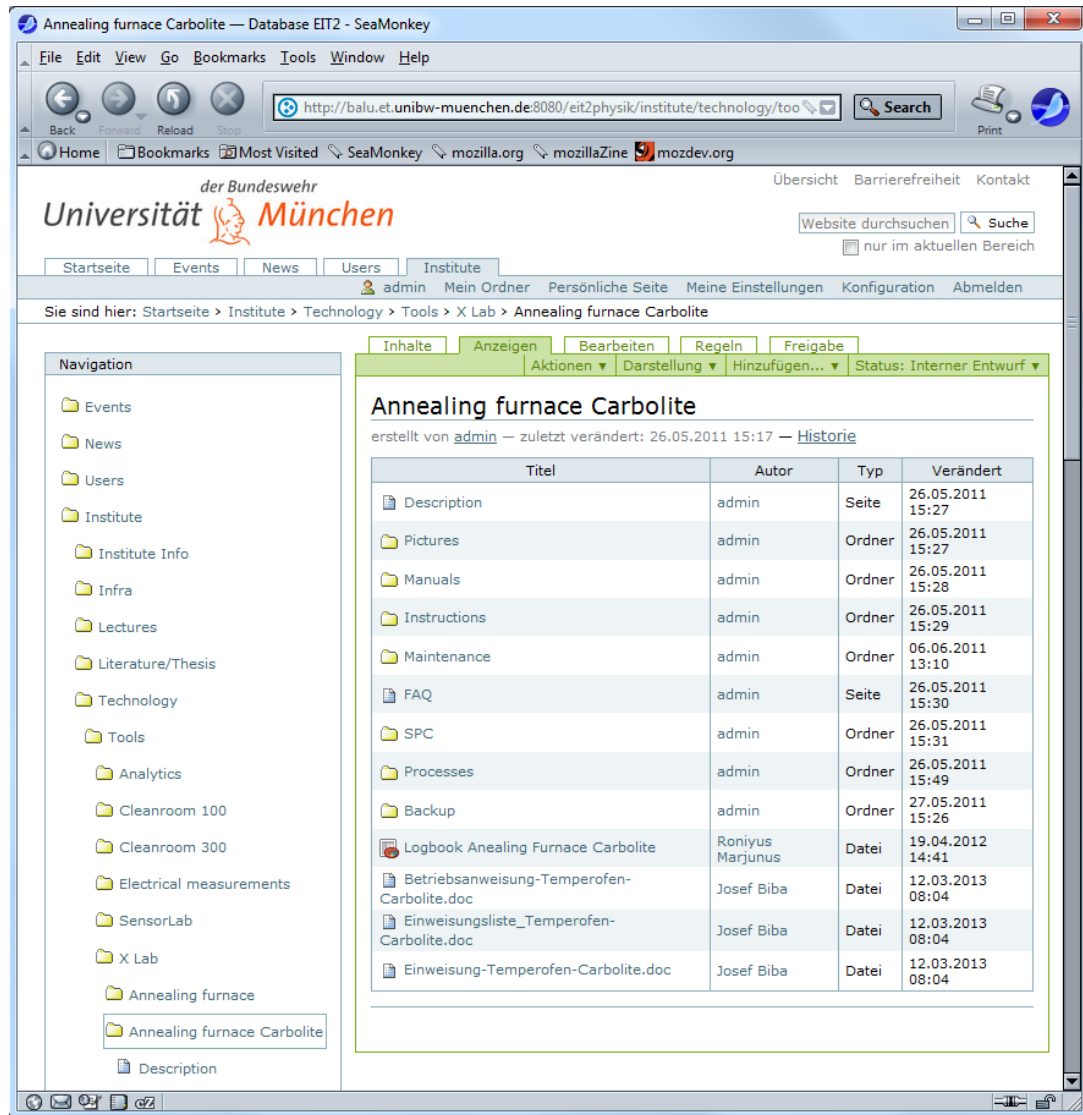 Annealing furnace Carbolite — Database EIT2 - SeaMonkey
File Edit View Go Bookmarks Tools Window Help
Back Forward Reload Stop http://balu.et.unibw-muenchen.de:8080/eit2physik/institute/technology/too Search Print
Home Bookmarks Most Visited SeaMonkey mozilla.org mozillaZine mozdev.org
Übersicht Barrierefreiheit Kontakt
der Bundeswehr
Universität München
Website durchsuchen Suche
nur im aktuellen Bereich
Startseite Events News Users Institute
admin Mein Ordner Persönliche Seite Meine Einstellungen Konfiguration Abmelden
Sie sind hier: Startseite › Institute › Technology › Tools › X Lab › Annealing furnace Carbolite
Navigation
Events
News
Users
Institute
Institute Info
Infra
Lectures
Literature/Thesis
Technology
Tools
Analytics
Cleanroom 100
Cleanroom 300
Electrical measurements
SensorLab
X Lab
Annealing furnace
Annealing furnace Carbolite
Description
Inhalte Anzeigen Bearbeiten Regeln Freigabe
Aktionen ▼ Darstellung ▼ Hinzufügen... ▼ Status: Interner Entwurf ▼
Annealing furnace Carbolite
erstellt von admin — zuletzt verändert: 26.05.2011 15:17 — Historie
Titel Autor Typ Verändert
Description admin Seite 26.05.2011 15:27
Pictures admin Ordner 26.05.2011 15:27
Manuals admin Ordner 26.05.2011 15:28
Instructions admin Ordner 26.05.2011 15:29
Maintenance admin Ordner 06.06.2011 13:10
FAQ admin Seite 26.05.2011 15:30
SPC admin Ordner 26.05.2011 15:31
Processes admin Ordner 26.05.2011 15:49
Backup admin Ordner 27.05.2011 15:26
Logbook Anealing Furnace Carbolite Roniyus Marjunus Datei 19.04.2012 14:41
Betriebsanweisung-Temperofen-Carbolite.doc Josef Biba Datei 12.03.2013 08:04
Einweisungsliste_Temperofen-Carbolite.doc Josef Biba Datei 12.03.2013 08:04
Einweisung-Temperofen-Carbolite.doc Josef Biba Datei 12.03.2013 08:04